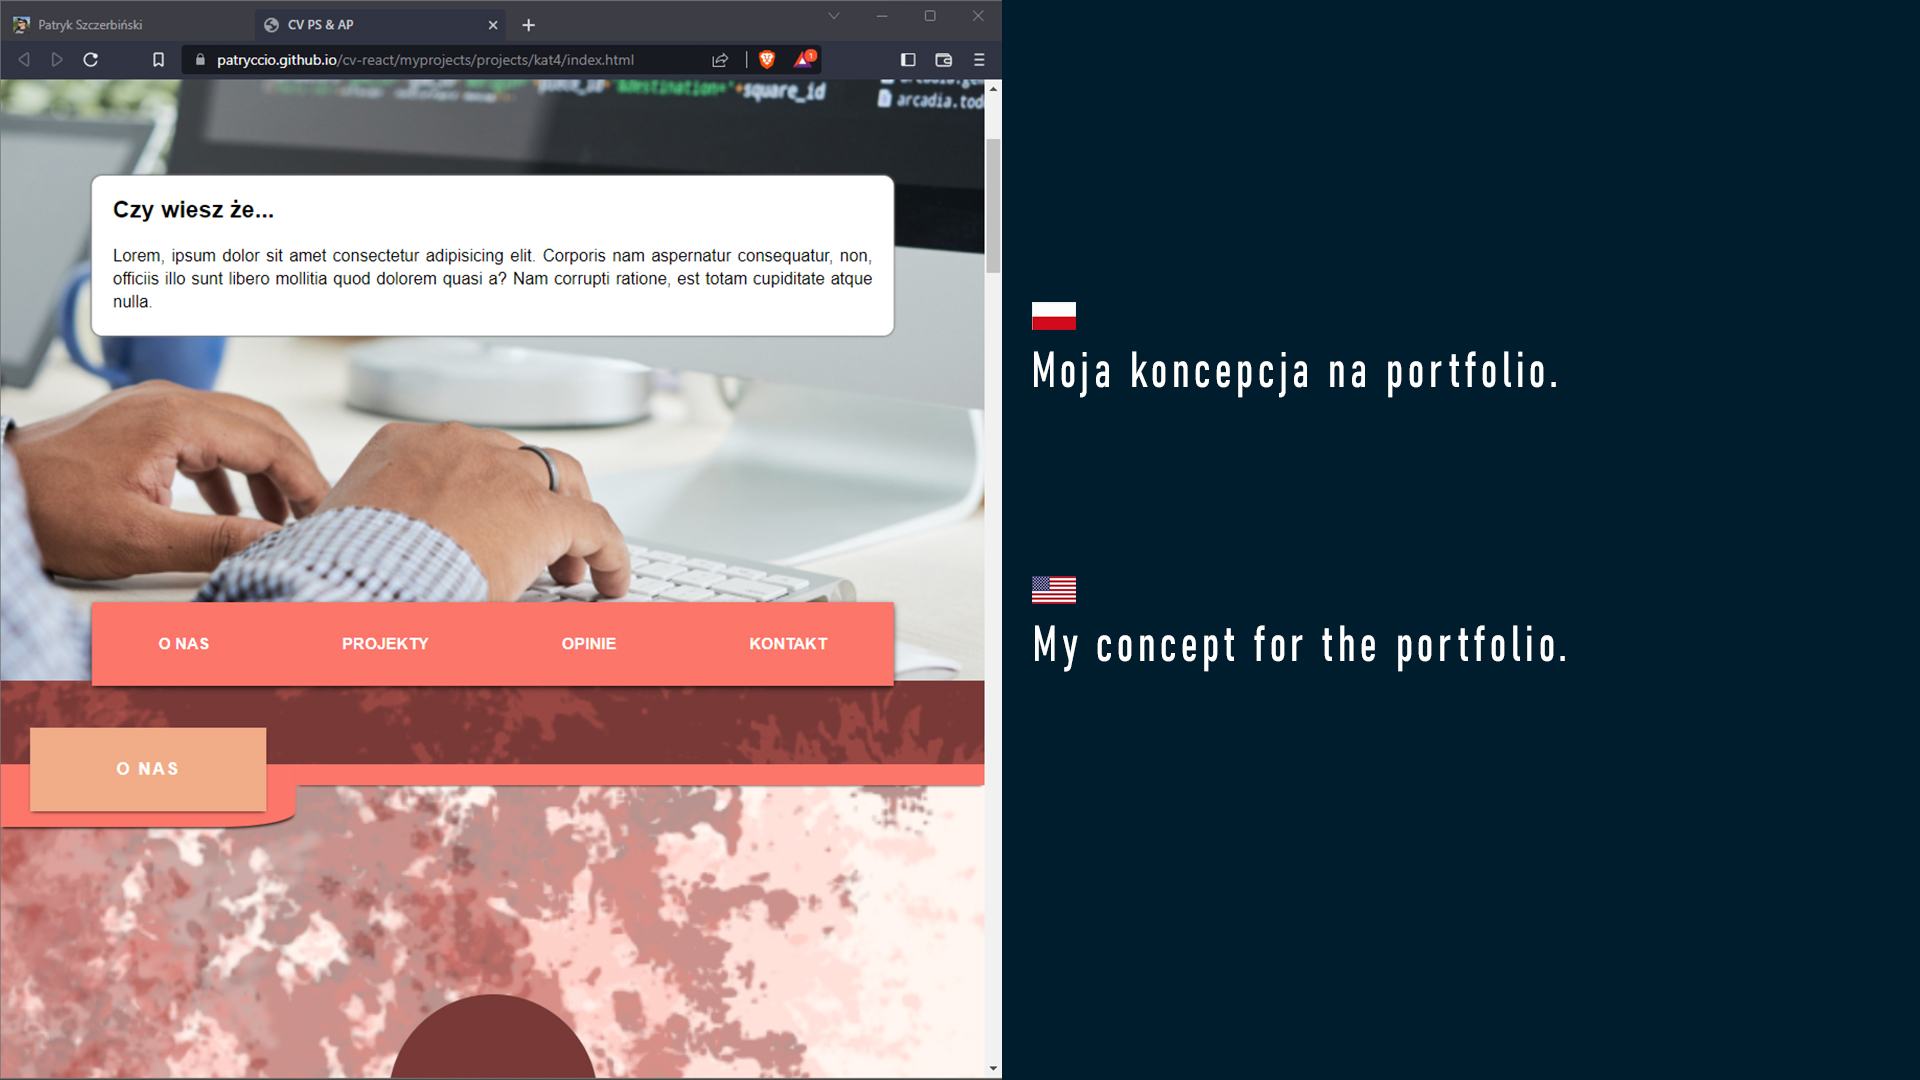 Patryk Szczerbiński
CV PS & AP
patryccio.github.io/cv-react/myprojects/projects/kat4/index.html
1
square_id
arcadia.tod
Czy wiesz że...
Lorem, ipsum dolor sit amet consectetur adipisicing elit. Corporis nam aspernatur consequatur, non,
officiis illo sunt libero mollitia quod dolorem quasi a? Nam corrupti ratione, est totam cupiditate atque
nulla.
O NAS
PROJEKTY
OPINIE
KONTAKT
O NAS
Moja koncepcja na portfolio.
My concept for the portfolio.